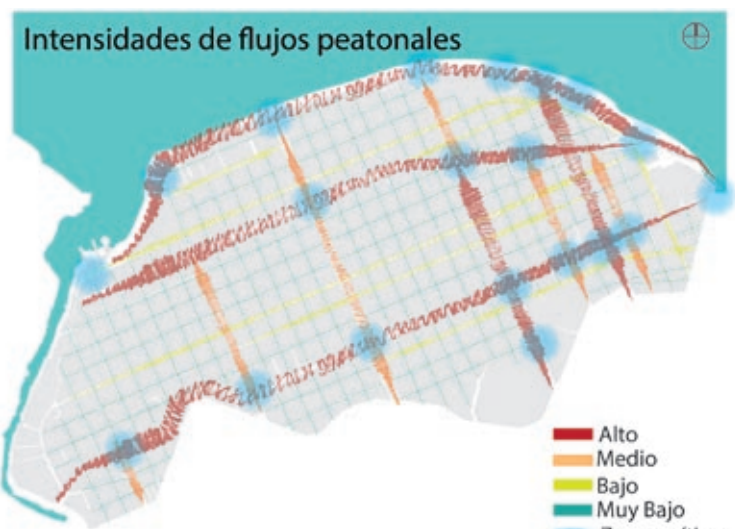 Intensidades de flujos peatonales
Alto
Medio
Bajo
Muy Bajo